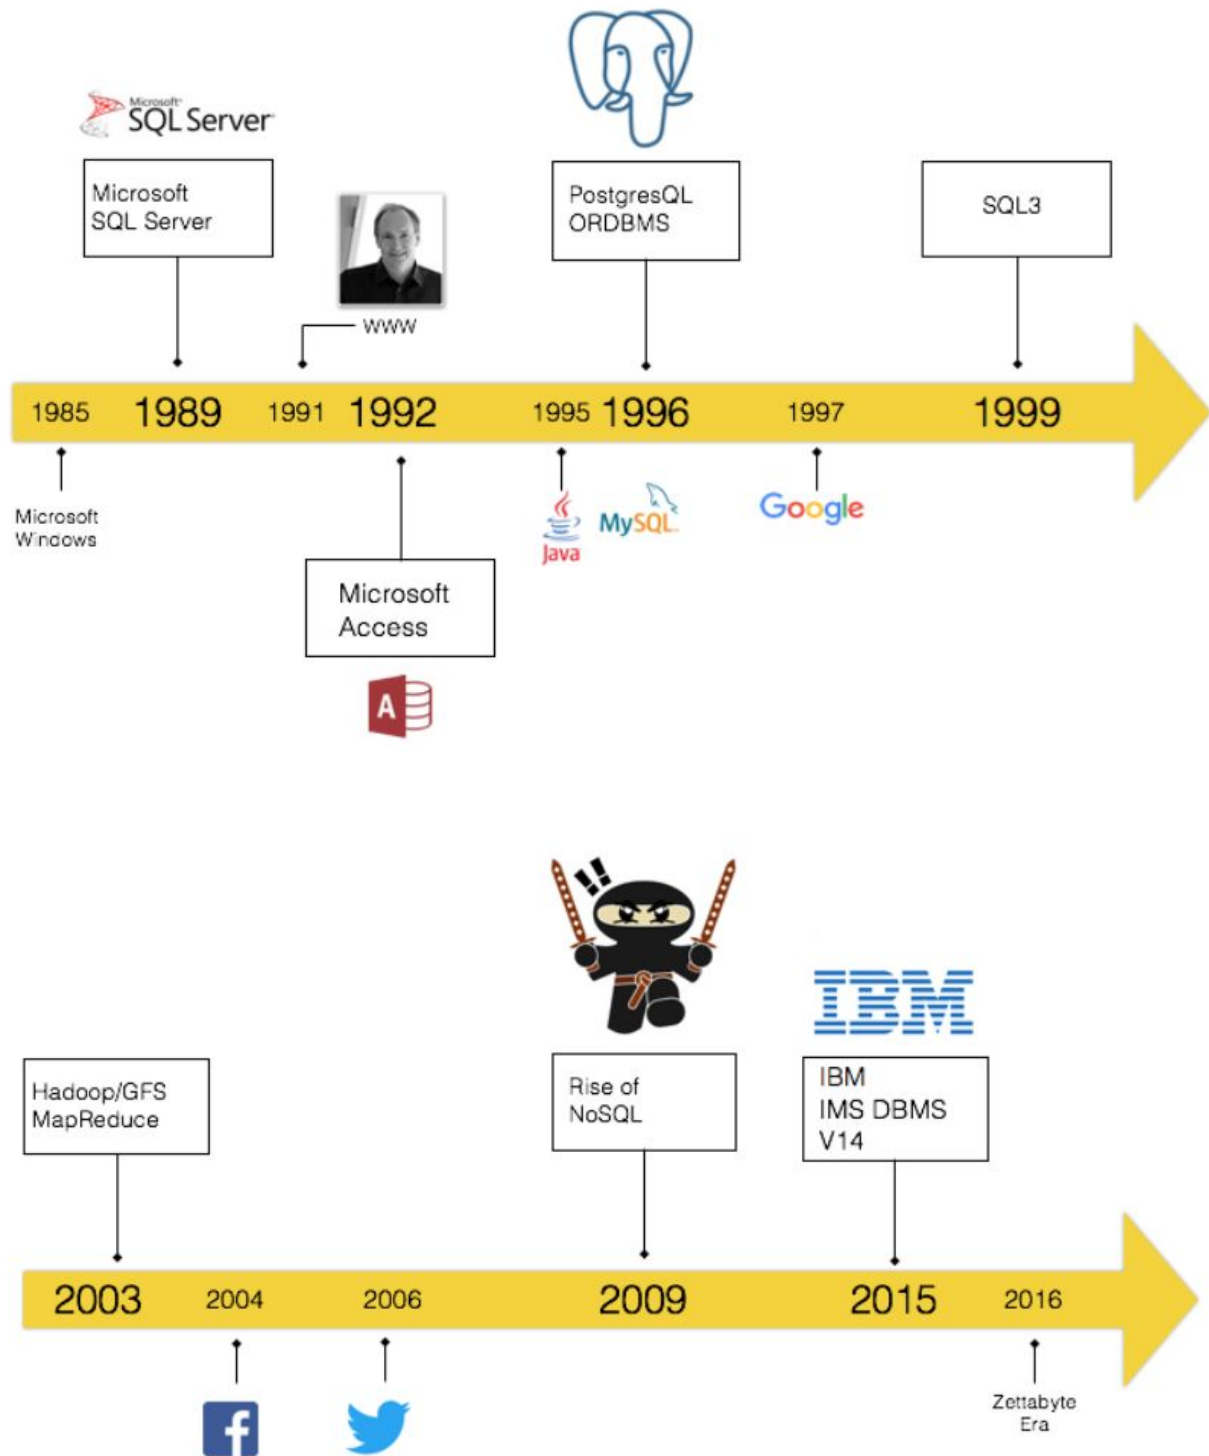 Microsoft
SQL Server
Microsoft
SQL Server
WWW
PostgresQL
ORDBMS
SQL3
1985 1989 1991 1992 1995 1996 1997 1999
Microsoft
Windows
Java
MySQL
Google
Microsoft
Access
A
!!
IBM
Hadoop/GFS
MapReduce
Rise of
NoSQL
IBM
IMS DBMS
V14
2003 2004 2006 2009 2015 2016
f
Zettabyte
Era